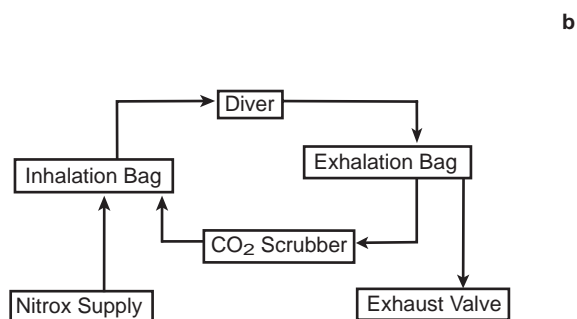 b
Diver
Exhalation Bag
Inhalation Bag
CO₂ Scrubber
Nitrox Supply
Exhaust Valve